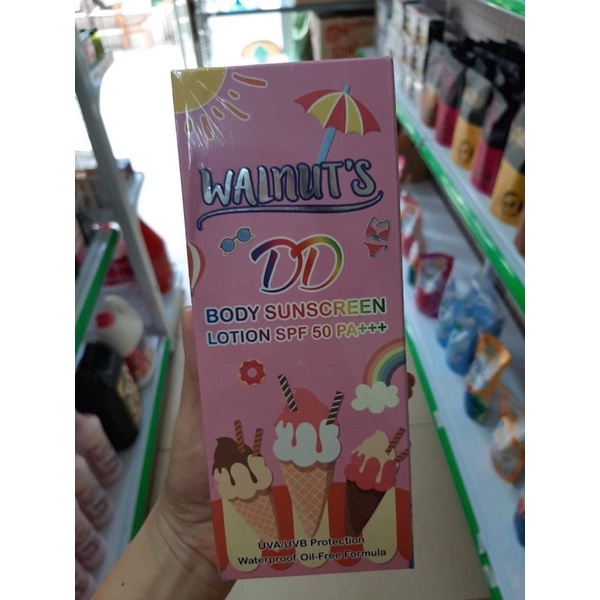 WALNUT'S
DD
BODY SUNSCREEN
LOTION SPF 50 PA+++
UVA/UVB Protection
Waterproof Oil-Free Formula